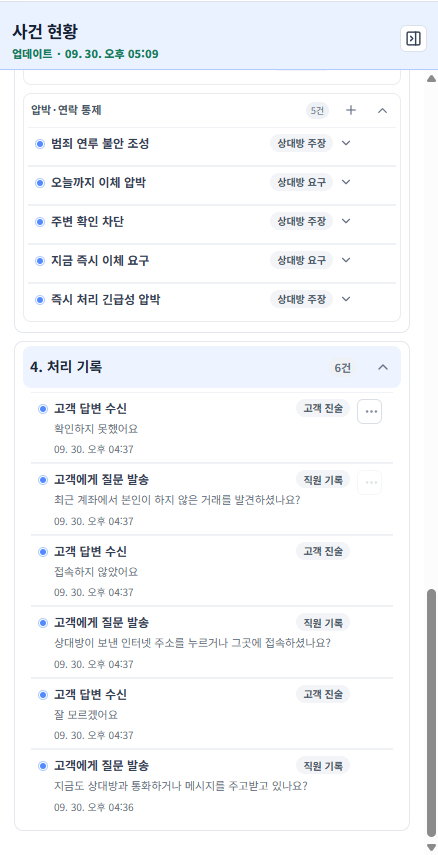 사건 현황
업데이트 · 09. 30. 오후 05:09
압박·연락 통제 5건
범죄 연루 불안 조성 상대방 주장
오늘까지 이체 압박 상대방 요구
주변 확인 차단 상대방 주장
지금 즉시 이체 요구 상대방 요구
즉시 처리 긴급성 압박 상대방 주장
4. 처리 기록 6건
고객 답변 수신 고객 진술
확인하지 못했어요
09. 30. 오후 04:37
고객에게 질문 발송 직원 기록
최근 계좌에서 본인이 하지 않은 거래를 발견하셨나요?
09. 30. 오후 04:37
고객 답변 수신 고객 진술
접속하지 않았어요
09. 30. 오후 04:37
고객에게 질문 발송 직원 기록
상대방이 보낸 인터넷 주소를 누르거나 그곳에 접속하셨나요?
09. 30. 오후 04:37
고객 답변 수신 고객 진술
잘 모르겠어요
09. 30. 오후 04:37
고객에게 질문 발송 직원 기록
지금도 상대방과 통화하거나 메시지를 주고받고 있나요?
09. 30. 오후 04:36